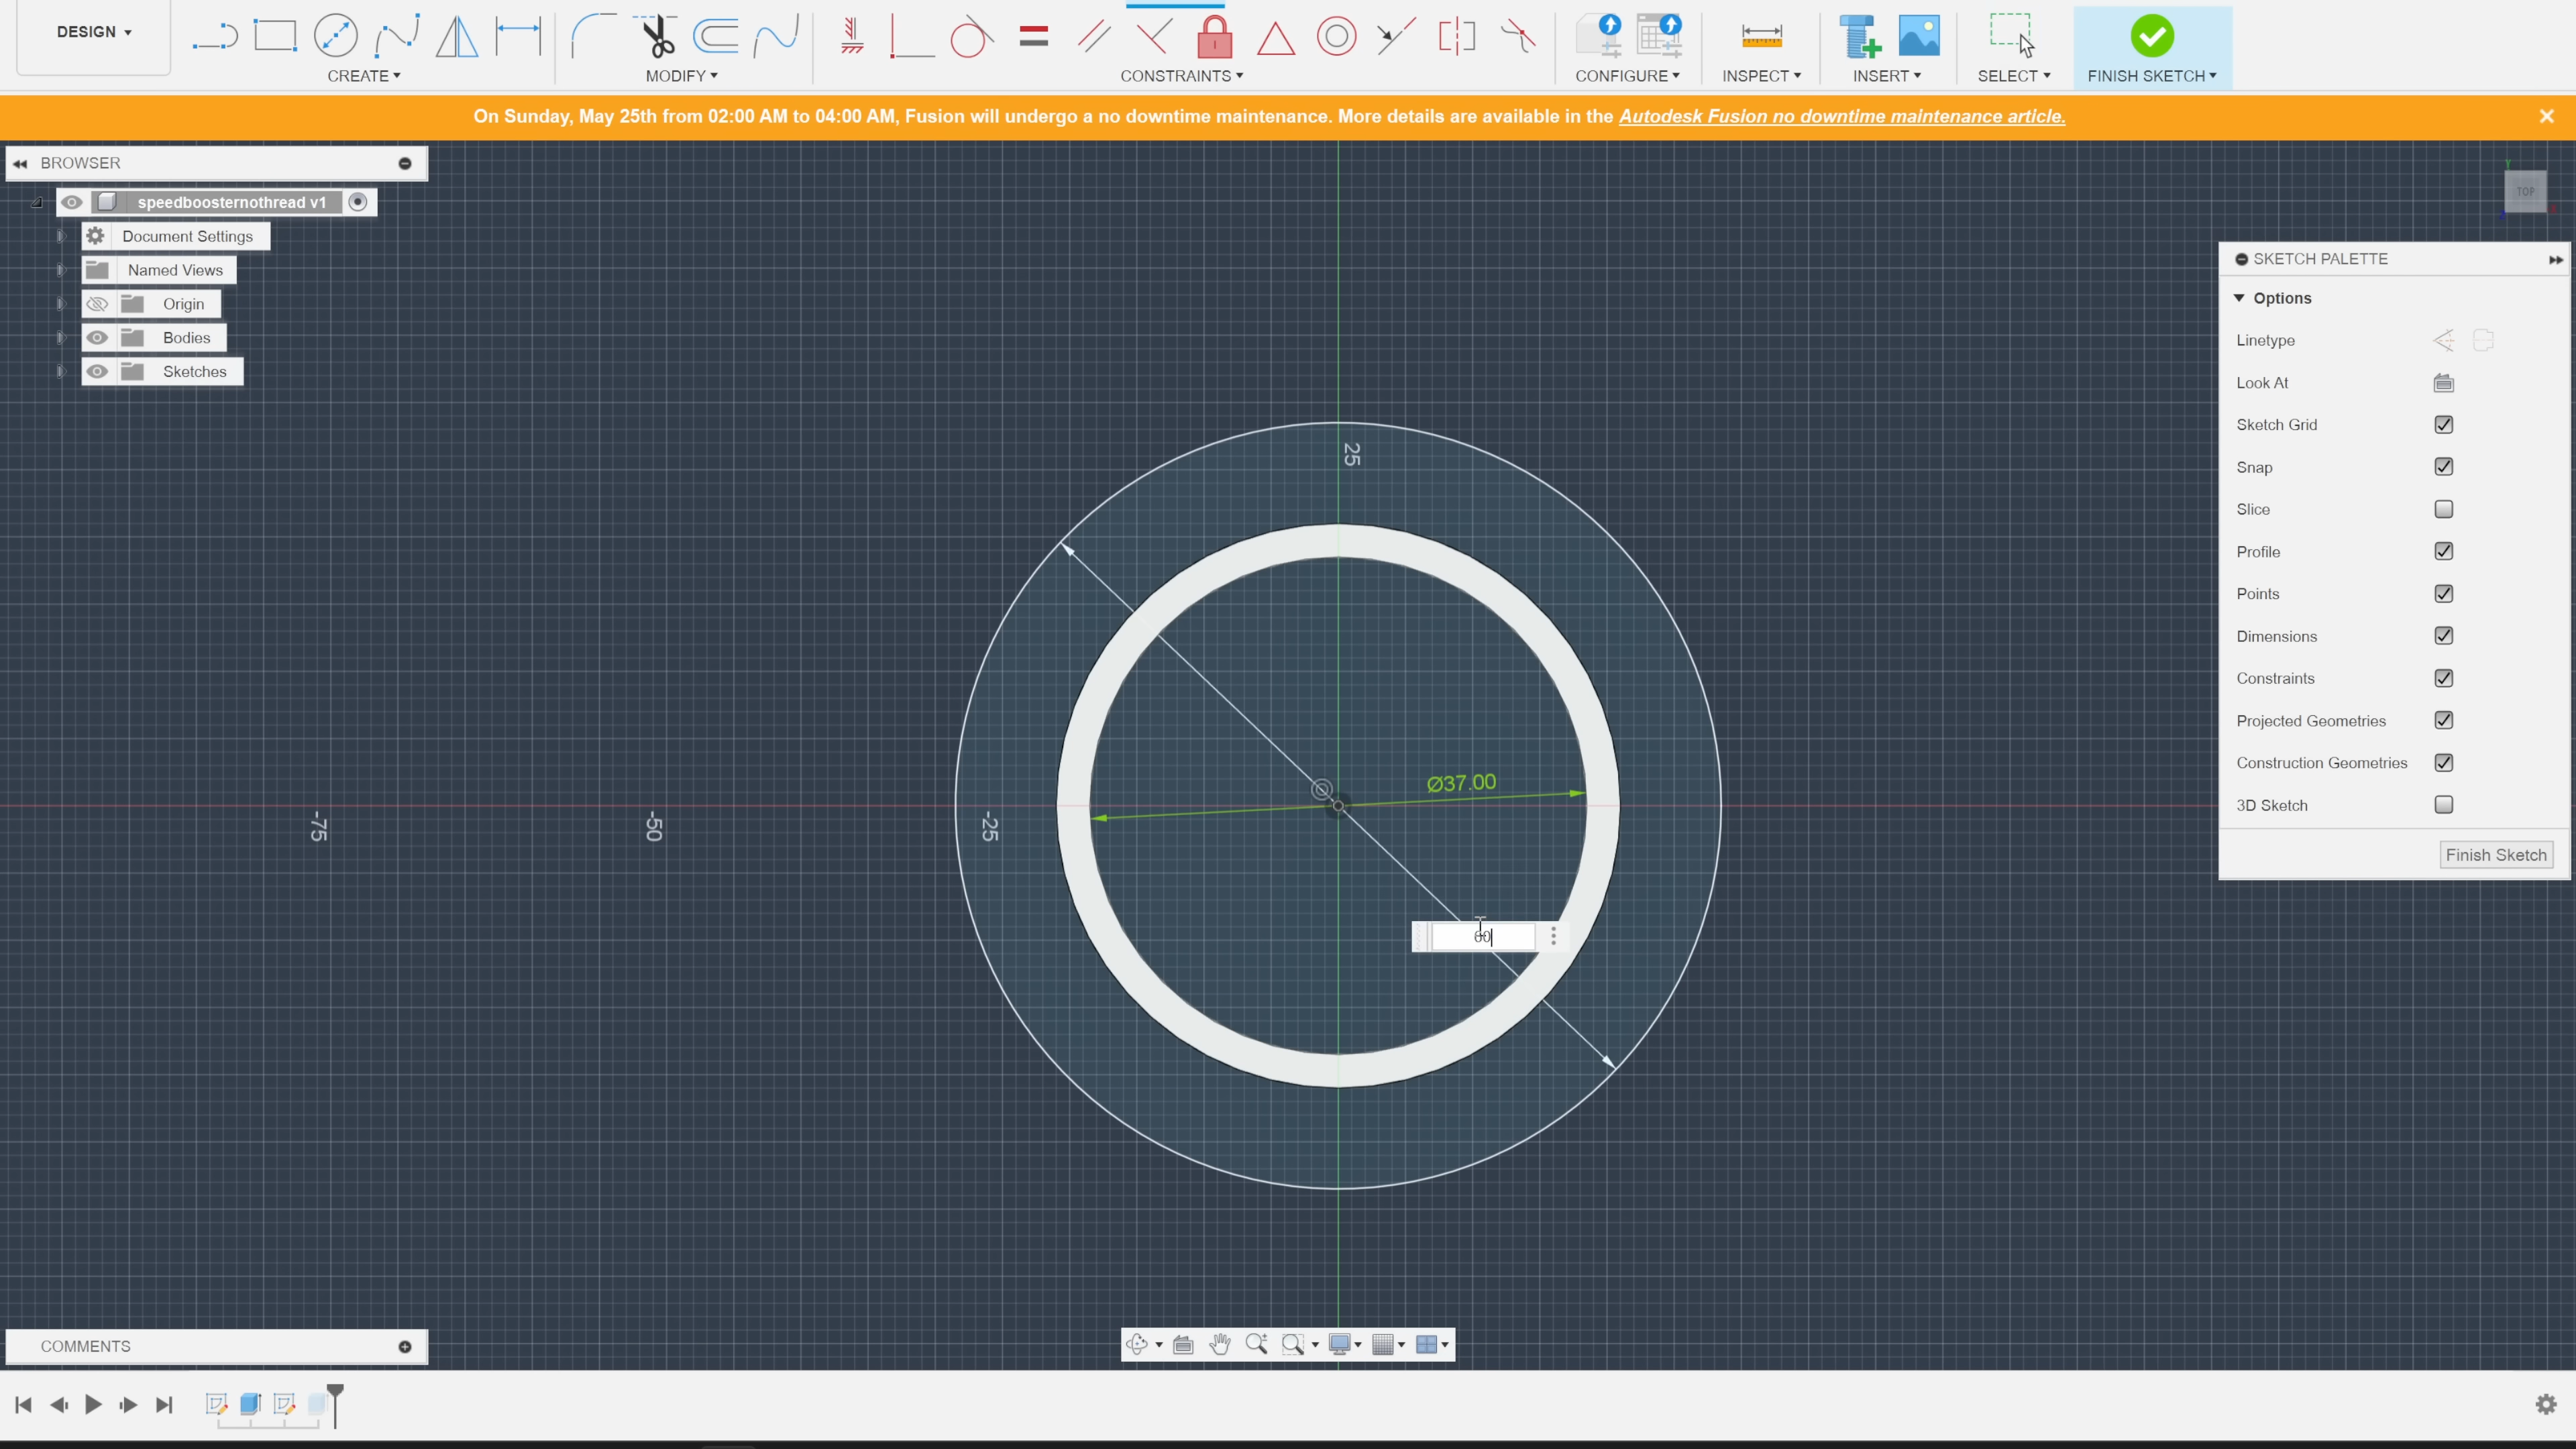 DESIGN
CREATE
MODIFY
CONSTRAINTS
CONFIGURE
INSPECT
INSERT
SELECT
FINISH SKETCH
On Sunday, May 25th from 02:00 AM to 04:00 AM, Fusion will undergo a no downtime maintenance. More details are available in the Autodesk Fusion no downtime maintenance article.
BROWSER
speedboosternothread v1
Document Settings
Named Views
Origin
Bodies
Sketches
TOP
Y
SKETCH PALETTE
Options
Linetype
Look At
Sketch Grid
Snap
Slice
Profile
Points
Dimensions
Constraints
Projected Geometries
Construction Geometries
3D Sketch
Finish Sketch
25
Ø37.00
-75
-50
-25
COMMENTS